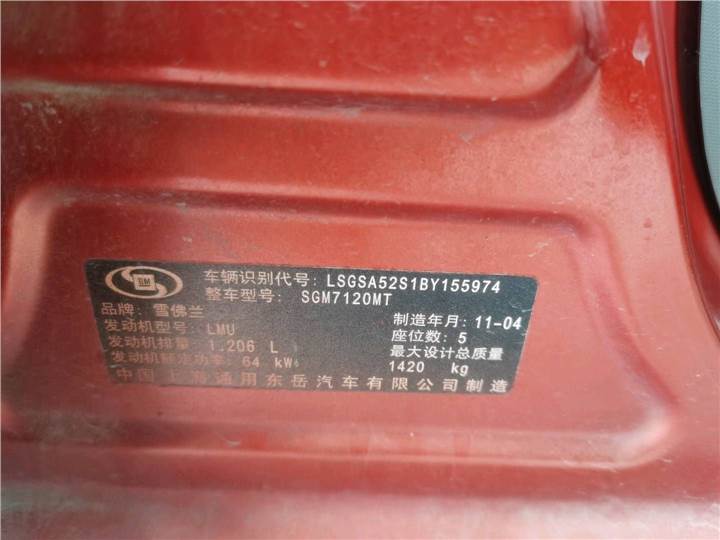 GM
车辆识别代号: LSGSA52S1BY155974
整车型号: SGM7120MT
品牌: 雪佛兰
制造年月: 11-04
发动机型号: LMU
座位数: 5
发动机排量: 1.206 L
最大设计总质量
发动机额定功率: 64 kW
1420 kg
中国上海通用东岳汽车有限公司制造